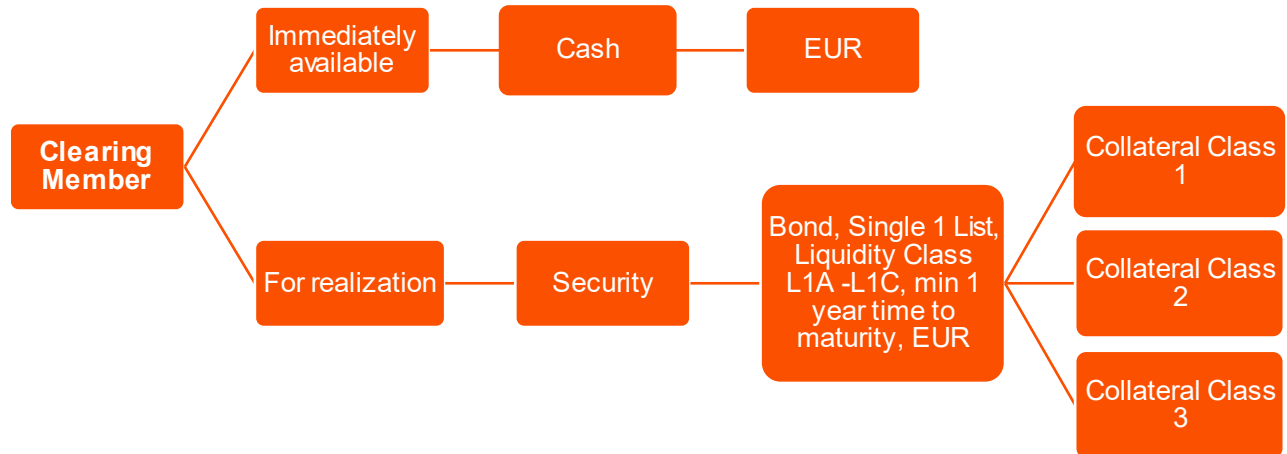 Clearing
Member
Immediately
available
Cash
EUR
For realization
Security
Bond, Single 1 List,
Liquidity Class
L1A -L1C, min 1
year time to
maturity, EUR
Collateral Class
1
Collateral Class
2
Collateral Class
3